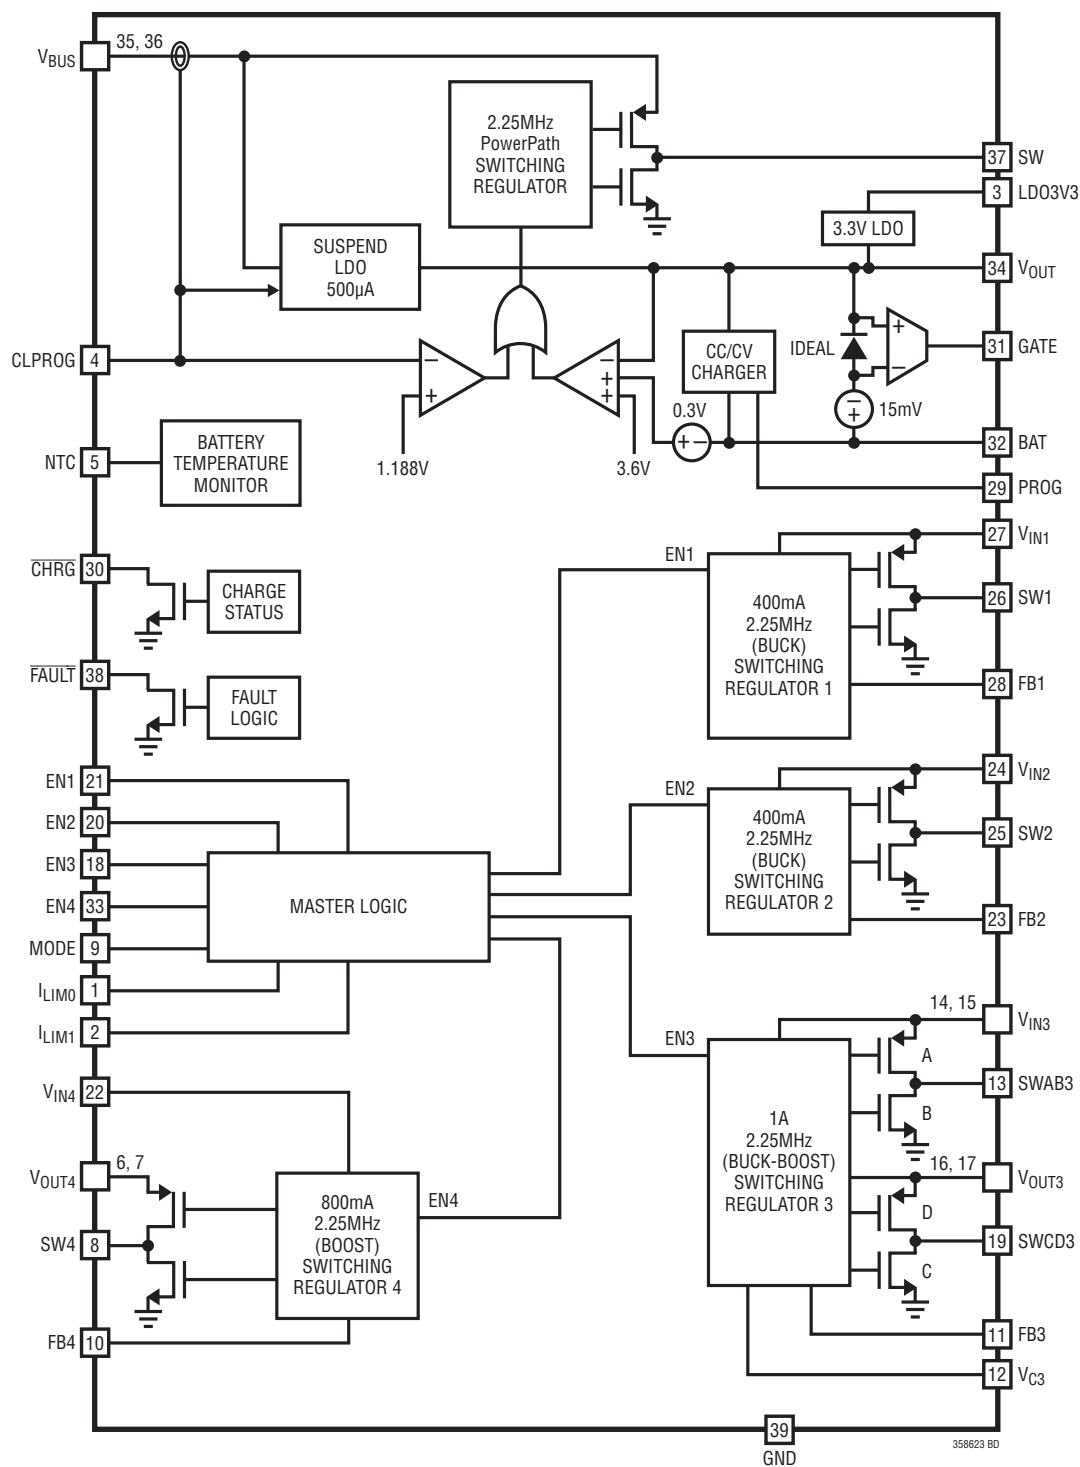 VBUS
35, 36
2.25MHz
PowerPath
SWITCHING
REGULATOR
37
SW
3
LDO3V3
3.3V LDO
SUSPEND
LDO
500µA
34
VOUT
CLPROG
4
−
+
1.188V
−
+
+
3.6V
CC/CV
CHARGER
IDEAL
+
−
31
GATE
−
+
15mV
0.3V
+ −
32
BAT
29
PROG
NTC
5
BATTERY
TEMPERATURE
MONITOR
CHRG
30
CHARGE
STATUS
FAULT
38
FAULT
LOGIC
EN1
400mA
2.25MHz
(BUCK)
SWITCHING
REGULATOR 1
27
VIN1
26
SW1
28
FB1
EN1
21
EN2
20
EN3
18
EN4
33
MODE
9
ILIM0
1
ILIM1
2
MASTER LOGIC
EN2
400mA
2.25MHz
(BUCK)
SWITCHING
REGULATOR 2
24
VIN2
25
SW2
23
FB2
EN3
1A
2.25MHz
(BUCK-BOOST)
SWITCHING
REGULATOR 3
14, 15
VIN3
A
13
SWAB3
B
16, 17
VOUT3
D
19
SWCD3
C
11
FB3
12
VC3
VIN4
22
6, 7
VOUT4
SW4
8
800mA
2.25MHz
(BOOST)
SWITCHING
REGULATOR 4
EN4
FB4
10
39
GND
358623 BD